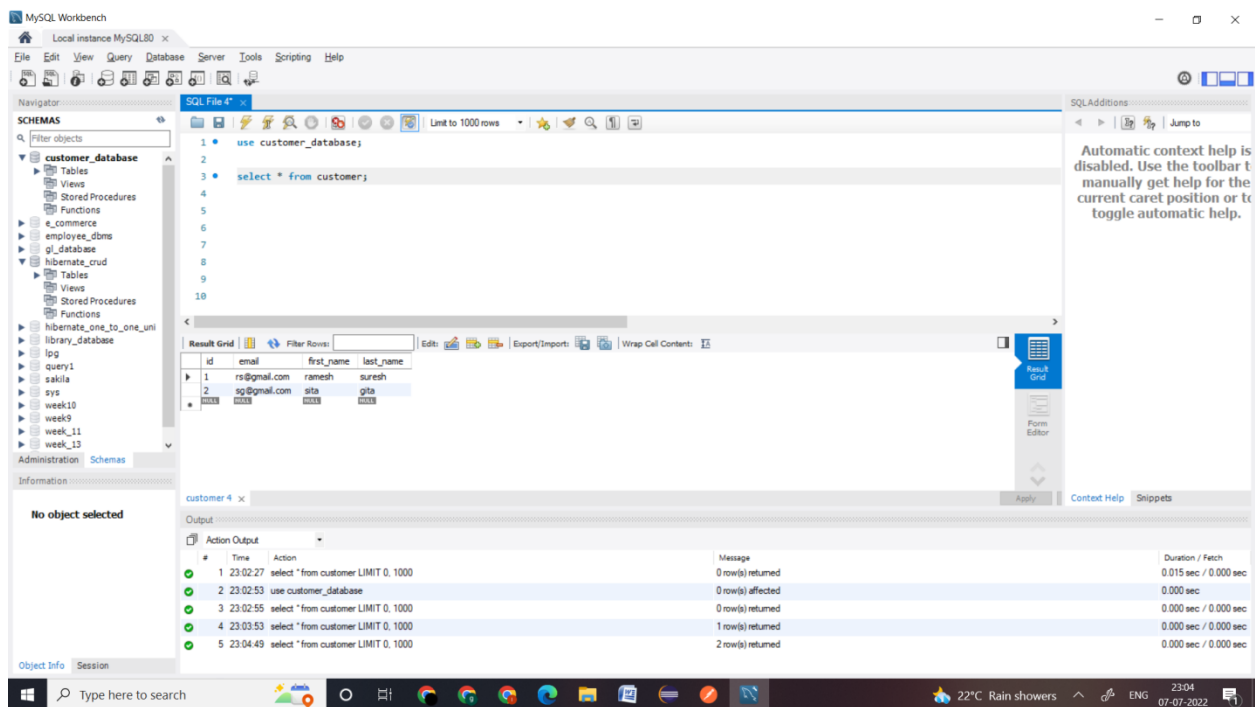 MySQL Workbench
Local instance MySQL80
File Edit View Query Database Server Tools Scripting Help
Navigator
SCHEMAS
Filter objects
customer_database
Tables
Views
Stored Procedures
Functions
e_commerce
employee_dbms
gl_database
hibernate_crud
Tables
Views
Stored Procedures
Functions
hibernate_one_to_one_uni
library_database
lpg
query1
sakila
sys
week10
week9
week_11
week_13
Administration Schemas
Information
No object selected
Object Info Session
SQL File 4*
Limit to 1000 rows
1 use customer_database;
2
3 select * from customer;
4
5
6
7
8
9
10
Result Grid Filter Rows: Edit: Export/Import: Wrap Cell Content:
id email first_name last_name
1 rs@gmail.com ramesh suresh
2 sg@gmail.com sita gita
NULL NULL NULL NULL
Result Grid
Form Editor
customer 4
Apply
Output
Action Output
# Time Action Message Duration / Fetch
1 23:02:27 select * from customer LIMIT 0, 1000 0 row(s) returned 0.015 sec / 0.000 sec
2 23:02:53 use customer_database 0 row(s) affected 0.000 sec
3 23:02:55 select * from customer LIMIT 0, 1000 0 row(s) returned 0.000 sec / 0.000 sec
4 23:03:53 select * from customer LIMIT 0, 1000 1 row(s) returned 0.000 sec / 0.000 sec
5 23:04:49 select * from customer LIMIT 0, 1000 2 row(s) returned 0.000 sec / 0.000 sec
SQLAdditions
Jump to
Automatic context help is
disabled. Use the toolbar t
manually get help for the
current caret position or to
toggle automatic help.
Context Help Snippets
Type here to search
22°C Rain showers
ENG
23:04
07-07-2022